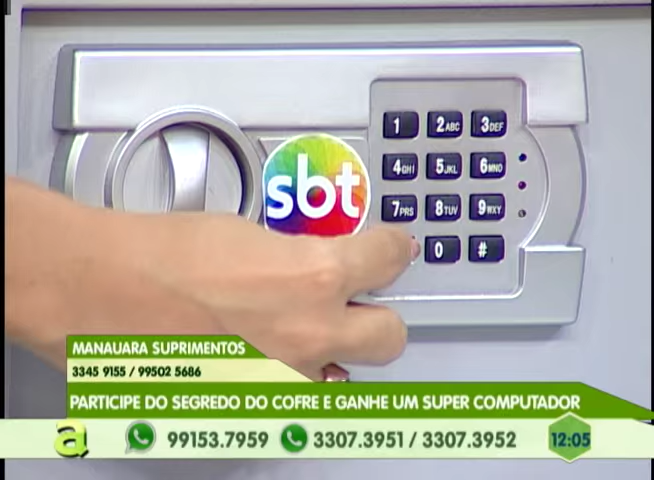 1 2ABC 3DEF
4GHI 5JKL 6MNO
sbt
7PRS 8TUV 9WXY
0 #
MANAUARA SUPRIMENTOS
3345 9155 / 99502 5686
PARTICIPE DO SEGREDO DO COFRE E GANHE UM SUPER COMPUTADOR
a 99153.7959 3307.3951 / 3307.3952 12:05